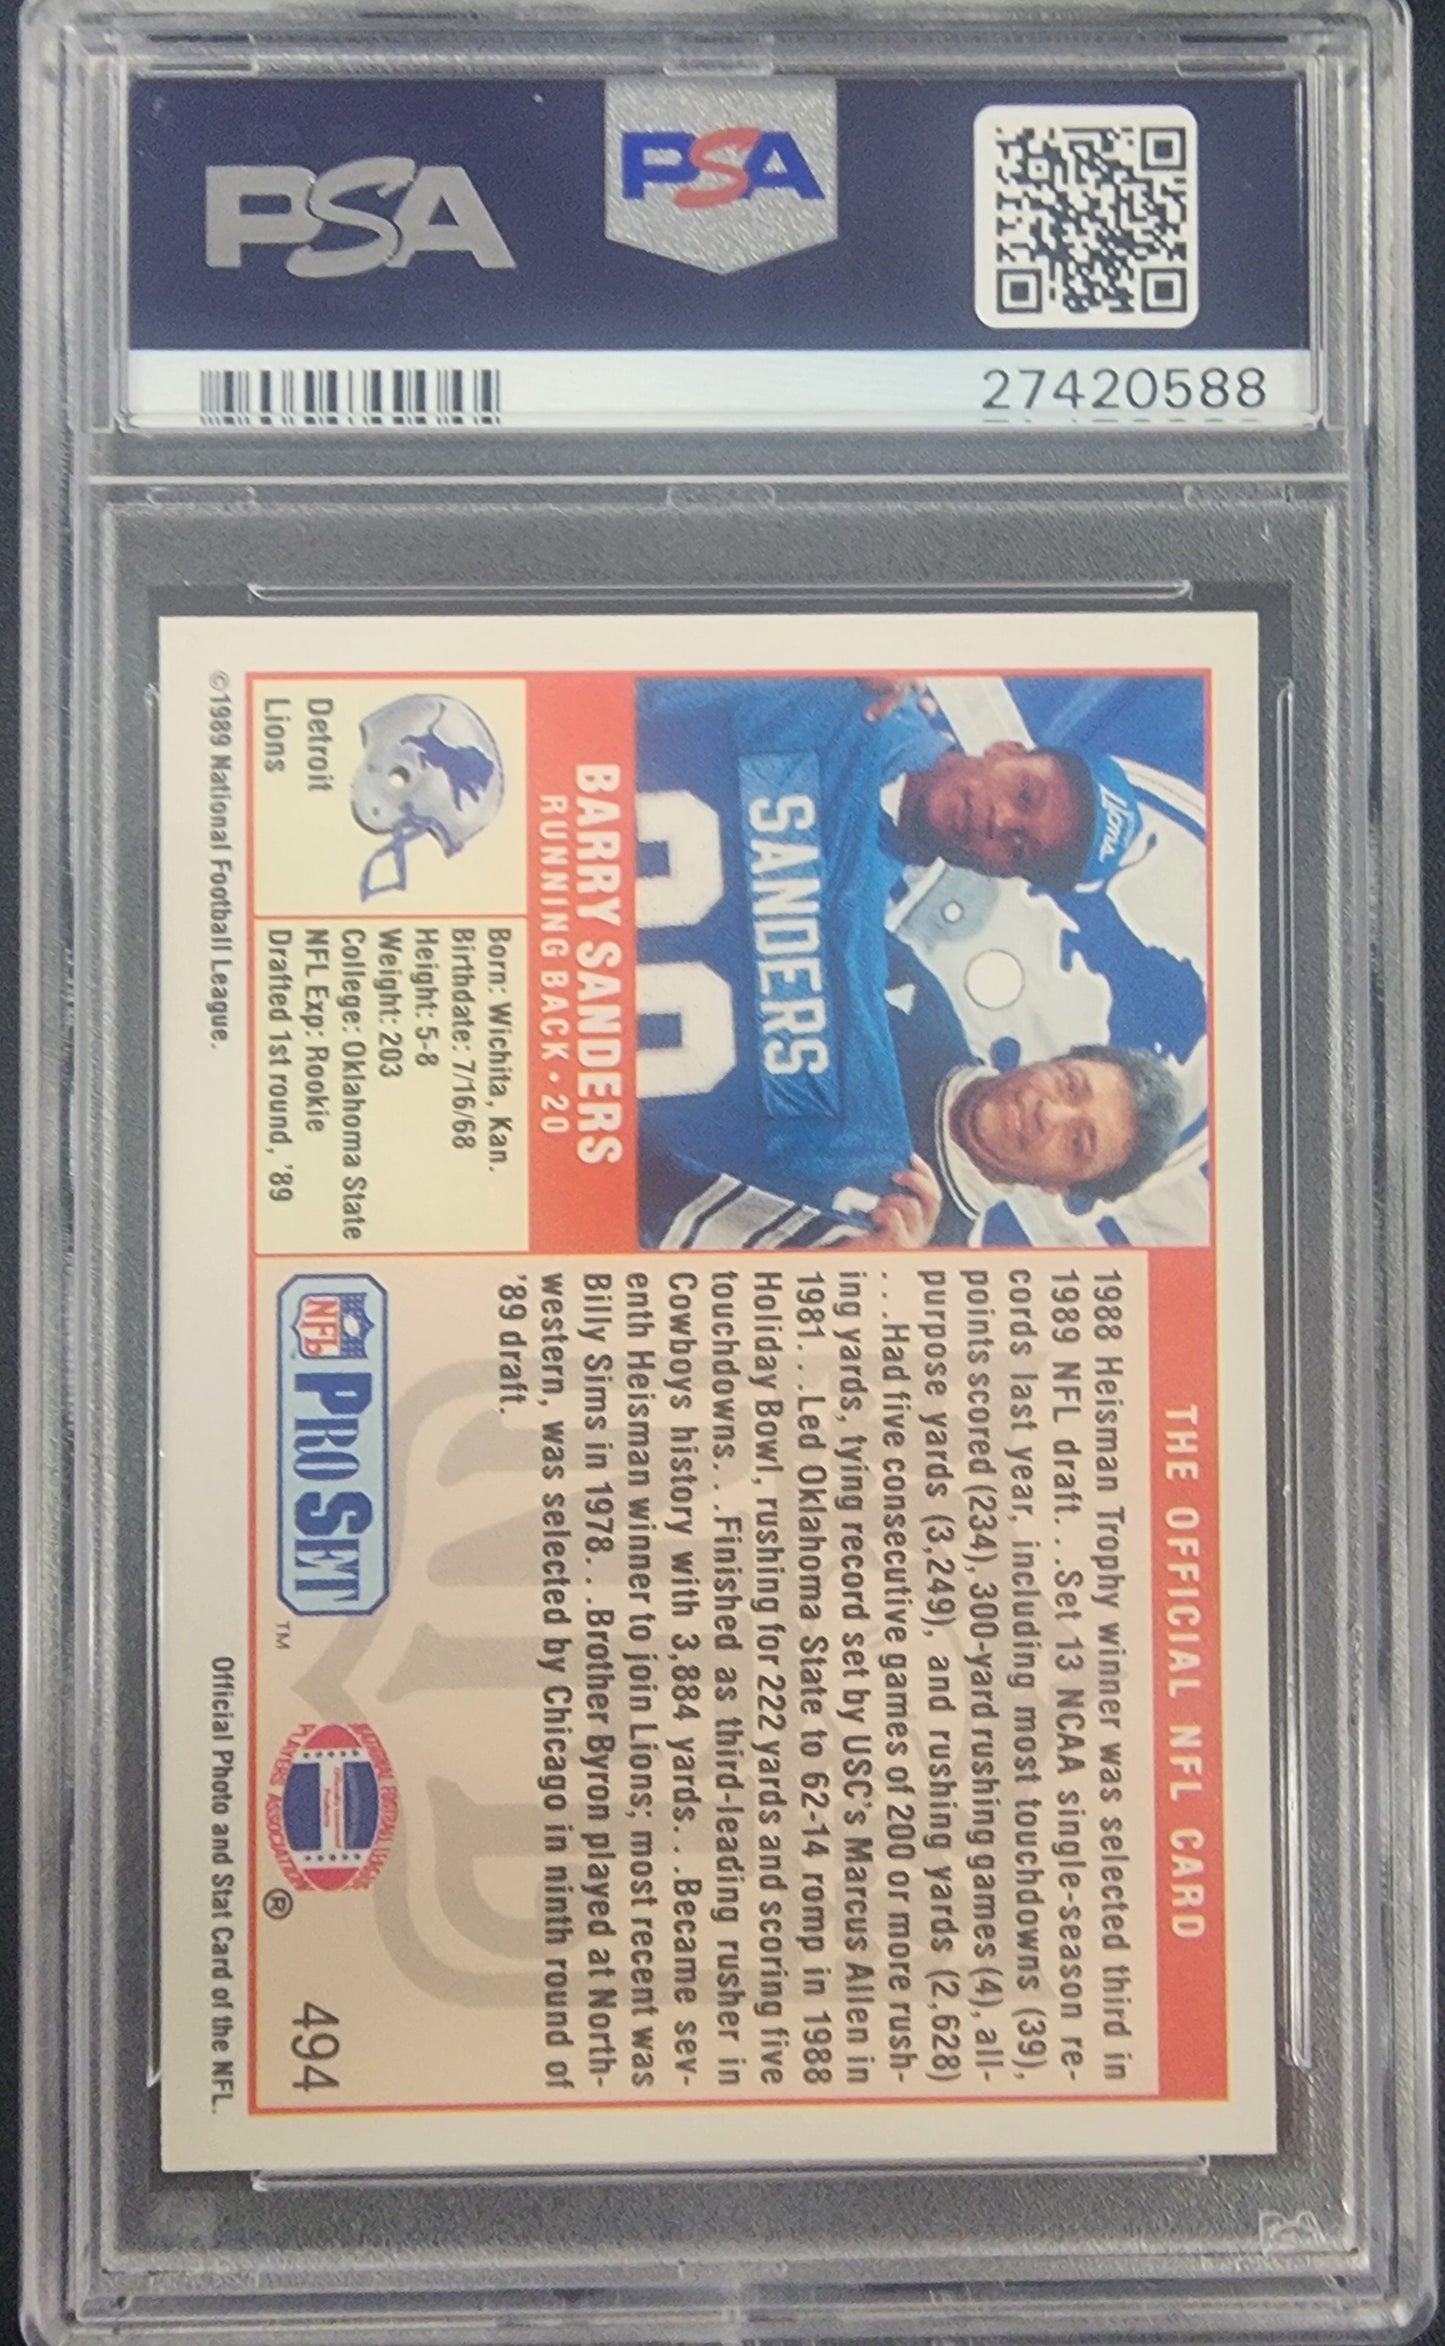 PSA
PSA
27420588
THE OFFICIAL NFL CARD
Lions
SANDERS
BARRY SANDERS
RUNNING BACK • 20
Detroit
Lions
Born: Wichita, Kan.
Birthdate: 7/16/68
Height: 5-8
Weight: 203
College: Oklahoma State
NFL Exp: Rookie
Drafted 1st round, '89
1988 Heisman Trophy winner was selected third in
1989 NFL draft. . .Set 13 NCAA single-season re-
cords last year, including most touchdowns (39),
points scored (234), 300-yard rushing games (4), all-
purpose yards (3,249), and rushing yards (2,628)
. . .Had five consecutive games of 200 or more rush-
ing yards, tying record set by USC's Marcus Allen in
1981. . .Led Oklahoma State to 62-14 romp in 1988
Holiday Bowl, rushing for 222 yards and scoring five
touchdowns. . .Finished as third-leading rusher in
Cowboys history with 3,884 yards. . .Became sev-
enth Heisman winner to join Lions; most recent was
Billy Sims in 1978. . .Brother Byron played at North-
western, was selected by Chicago in ninth round of
'89 draft.
NFL PRO SET ™
NATIONAL FOOTBALL LEAGUE
PLAYERS ASSOCIATION ®
494
©1989 National Football League.
Official Photo and Stat Card of the NFL.